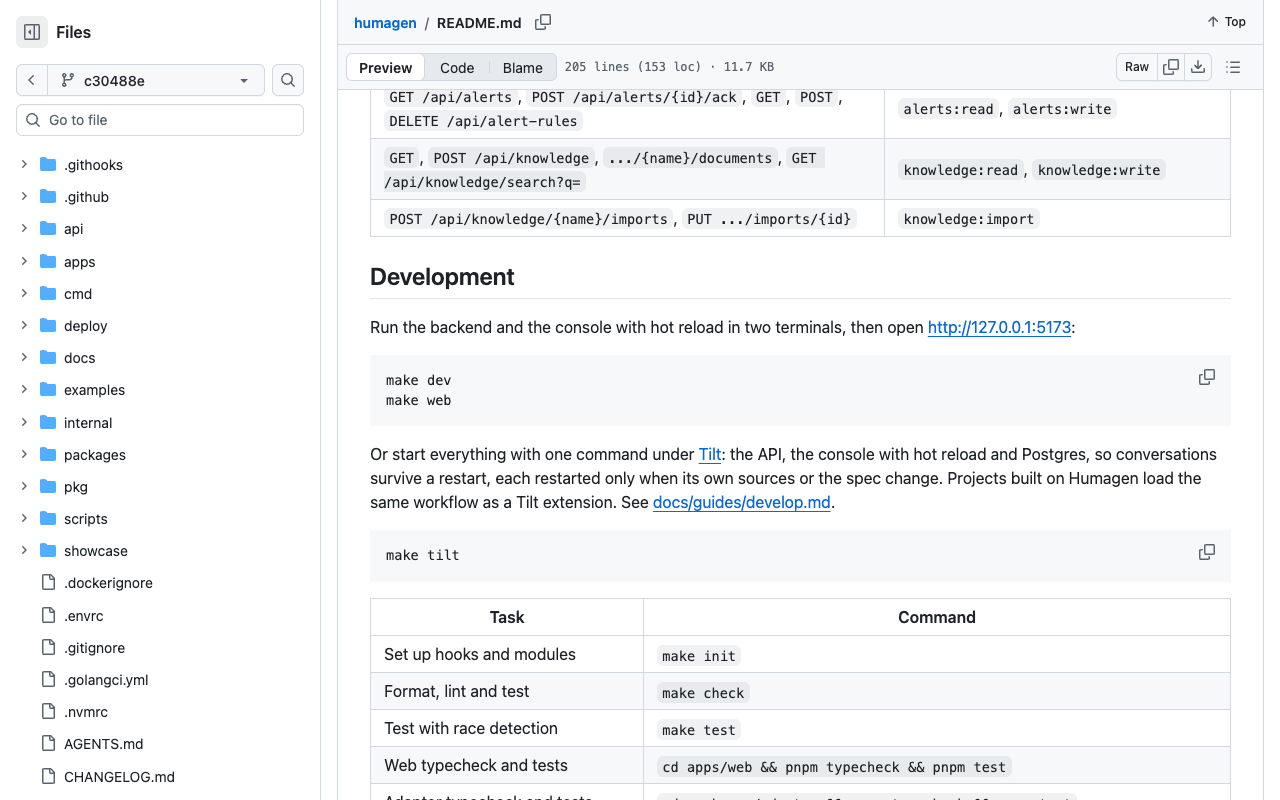 Files
c30488e
Go to file
.githooks
.github
api
apps
cmd
deploy
docs
examples
internal
packages
pkg
scripts
showcase
.dockerignore
.envrc
.gitignore
.golangci.yml
.nvmrc
AGENTS.md
CHANGELOG.md
humagen / README.md
Top
Preview Code Blame 205 lines (153 loc) · 11.7 KB
Raw
GET /api/alerts, POST /api/alerts/{id}/ack, GET, POST,
DELETE /api/alert-rules
alerts:read, alerts:write
GET, POST /api/knowledge, .../{name}/documents, GET
/api/knowledge/search?q=
knowledge:read, knowledge:write
POST /api/knowledge/{name}/imports, PUT .../imports/{id}
knowledge:import
Development
Run the backend and the console with hot reload in two terminals, then open http://127.0.0.1:5173:
make dev
make web
Or start everything with one command under Tilt: the API, the console with hot reload and Postgres, so conversations
survive a restart, each restarted only when its own sources or the spec change. Projects built on Humagen load the
same workflow as a Tilt extension. See docs/guides/develop.md.
make tilt
Task Command
Set up hooks and modules make init
Format, lint and test make check
Test with race detection make test
Web typecheck and tests cd apps/web && pnpm typecheck && pnpm test